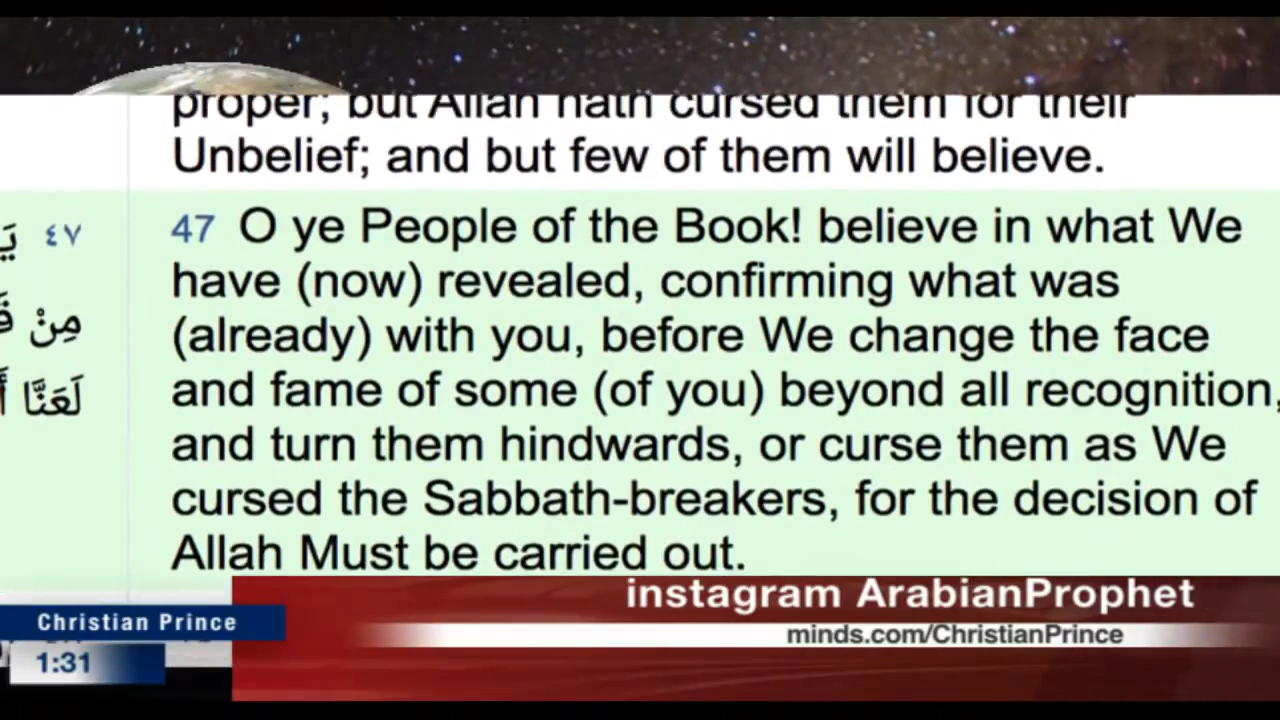 proper; but Allah hath cursed them for their
Unbelief; and but few of them will believe.
47 O ye People of the Book! believe in what We
have (now) revealed, confirming what was
(already) with you, before We change the face
and fame of some (of you) beyond all recognition,
and turn them hindwards, or curse them as We
cursed the Sabbath-breakers, for the decision of
Allah Must be carried out.
٤٧
مِنْ
لَعَنَّا
instagram ArabianProphet
minds.com/ChristianPrince
Christian Prince
1:31